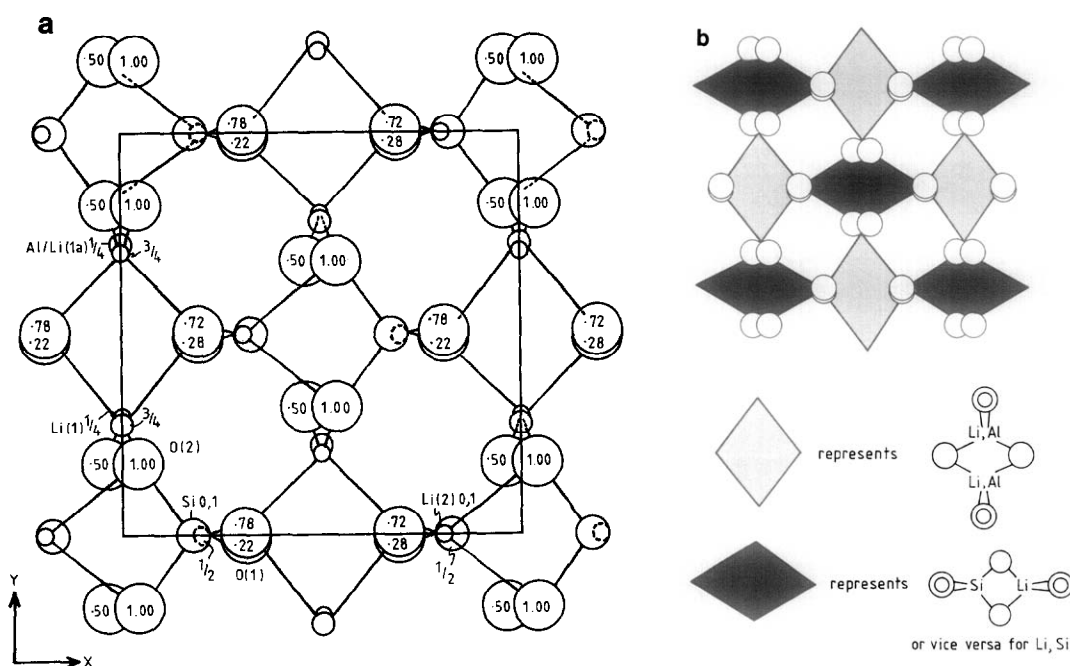 a
b
.50 1.00
.50 1.00
.78
.22
.72
.28
.50 1.00
.50 1.00
Al/Li(1a) 1/4
3/4
.50 1.00
.78
.22
.72
.28
.78
.22
.72
.28
.50 1.00
Li(1) 1/4
3/4
O(2)
.50 1.00
.50 1.00
Si 0,1
Li(2) 0,1
.78
.22
.72
.28
1/2
O(1)
1/2
.50 1.00
.50 1.00
Y
X
represents
Li,Al
Li,Al
represents
Si
Li
or vice versa for Li, Si